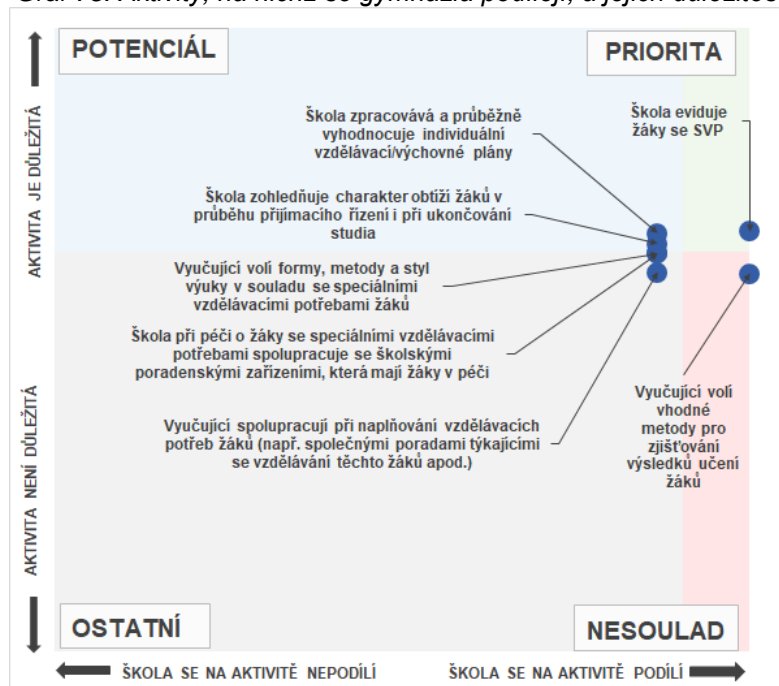 POTENCIÁL
PRIORITA
Škola zpracovává a průběžně
vyhodnocuje individuální
vzdělávací/výchovné plány
Škola eviduje
žáky se SVP
Škola zohledňuje charakter obtíží žáků v
průběhu přijímacího řízení i při ukončování
studia
Vyučující volí formy, metody a styl
výuky v souladu se speciálními
vzdělávacími potřebami žáků
Škola při péči o žáky se speciálními vzdělávacími
potřebami spolupracuje se školskými
poradenskými zařízeními, která mají žáky v péči
Vyučující spolupracují při naplňování vzdělávacích
potřeb žáků (např. společnými poradami týkajícími
se vzdělávání těchto žáků apod.)
Vyučující volí
vhodné
metody pro
zjišťování
výsledků učení
žáků
AKTIVITA JE DŮLEŽITÁ
AKTIVITA NENÍ DŮLEŽITÁ
OSTATNÍ
NESOULAD
ŠKOLA SE NA AKTIVITĚ NEPODÍLÍ
ŠKOLA SE NA AKTIVITĚ PODÍLÍ